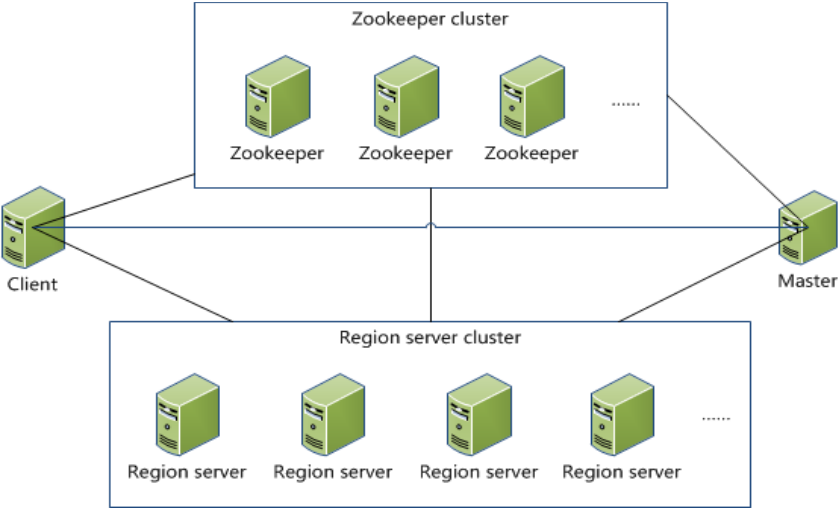 Zookeeper cluster
......
Zookeeper Zookeeper Zookeeper
Client
Master
Region server cluster
......
Region server Region server Region server Region server